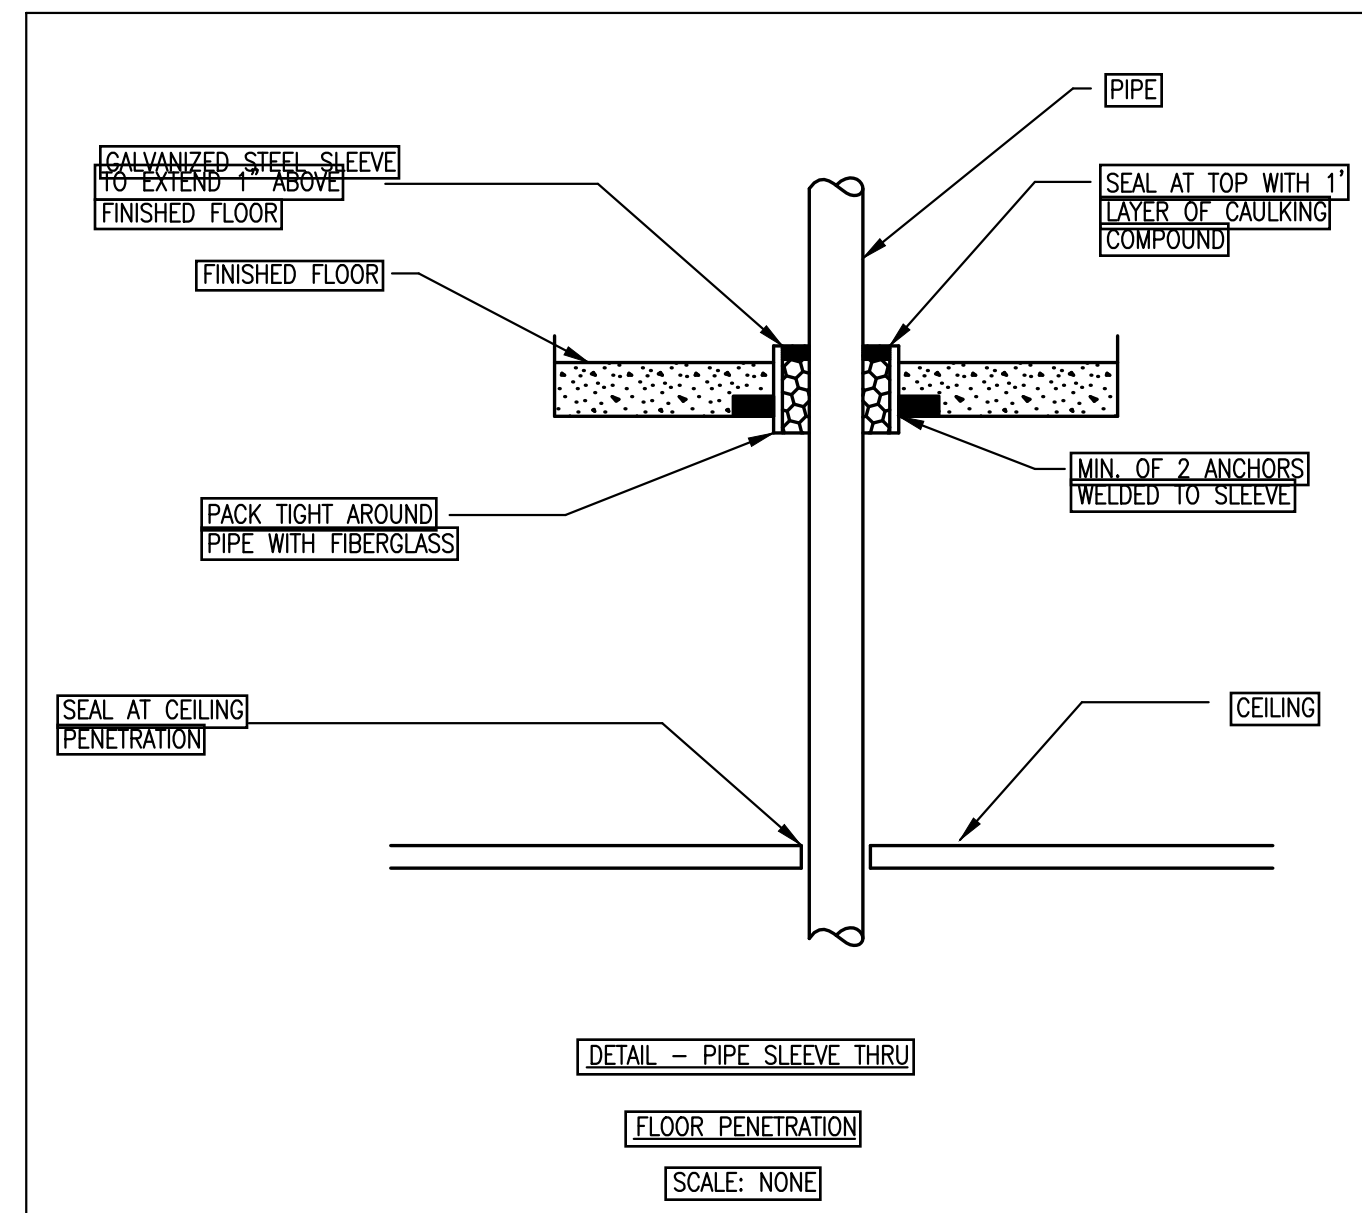 PIPE
GALVANIZED STEEL SLEEVE
TO EXTEND 1" ABOVE
FINISHED FLOOR
SEAL AT TOP WITH 1'
LAYER OF CAULKING
COMPOUND
FINISHED FLOOR
MIN. OF 2 ANCHORS
WELDED TO SLEEVE
PACK TIGHT AROUND
PIPE WITH FIBERGLASS
SEAL AT CEILING
PENETRATION
CEILING
DETAIL - PIPE SLEEVE THRU
FLOOR PENETRATION
SCALE: NONE